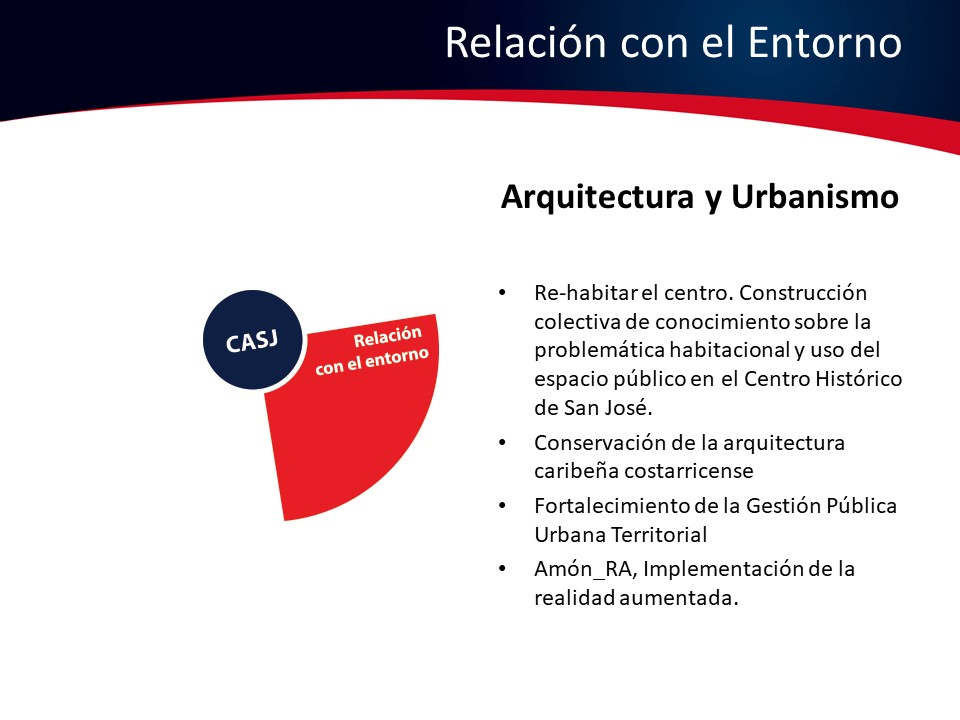 Relación con el Entorno
Arquitectura y Urbanismo
CASJ
Relación
con el entorno
• Re-habitar el centro. Construcción
colectiva de conocimiento sobre la
problemática habitacional y uso del
espacio público en el Centro Histórico
de San José.
• Conservación de la arquitectura
caribeña costarricense
• Fortalecimiento de la Gestión Pública
Urbana Territorial
• Amón_RA, Implementación de la
realidad aumentada.